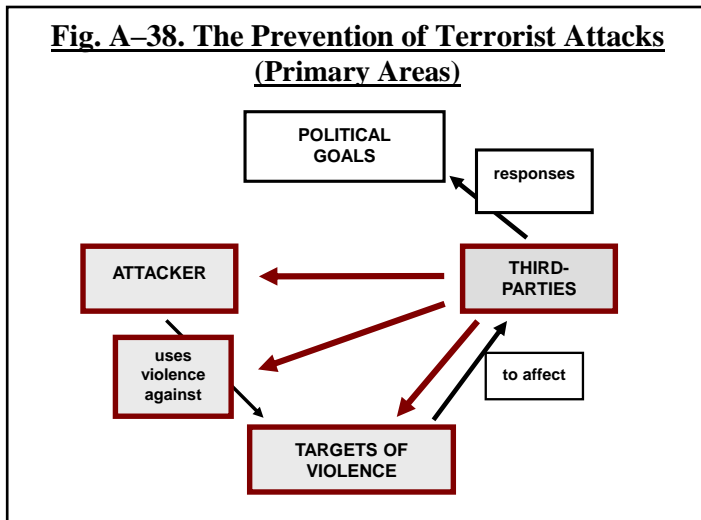 Fig. A–38. The Prevention of Terrorist Attacks
(Primary Areas)
POLITICAL
GOALS
responses
ATTACKER
THIRD-
PARTIES
uses
violence
against
to affect
TARGETS OF
VIOLENCE